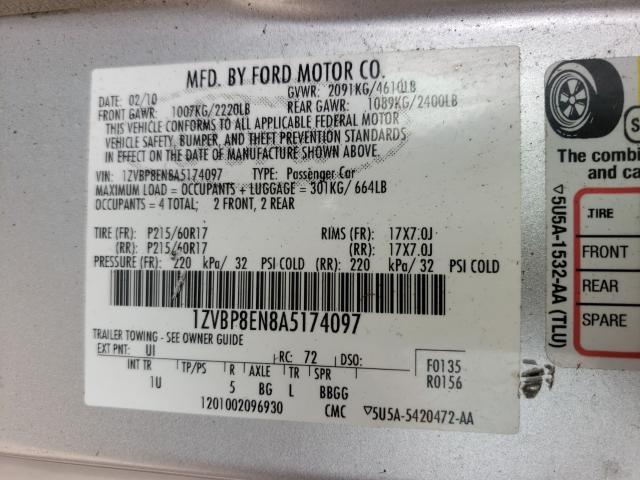 MFD. BY FORD MOTOR CO.
DATE: 02/10 GVWR: 2091KG/4610LB
FRONT GAWR: 1007KG/2220LB REAR GAWR: 1089KG/2400LB
THIS VEHICLE CONFORMS TO ALL APPLICABLE FEDERAL MOTOR
VEHICLE SAFETY, BUMPER, AND THEFT PREVENTION STANDARDS
IN EFFECT ON THE DATE OF MANUFACTURE SHOWN ABOVE.
VIN: 1ZVBP8EN8A5174097 TYPE: Passenger Car
MAXIMUM LOAD = OCCUPANTS + LUGGAGE = 301KG/ 664LB
OCCUPANTS = 4 TOTAL; 2 FRONT, 2 REAR
TIRE (FR): P215/60R17 RIMS (FR): 17X7.0J
(RR): P215/60R17 (RR): 17X7.0J
PRESSURE (FR): 220 kPa/ 32 PSI COLD (RR): 220 kPa/ 32 PSI COLD
1ZVBP8EN8A5174097
TRAILER TOWING - SEE OWNER GUIDE
EXT PNT: UI RC: 72 DSO: F0135
INT TR TP/PS R AXLE TR SPR R0156
1U 5 BG L BBGG
1201002096930 CMC ▽5U5A-5420472-AA
The combi
and ca
▽5U5A-1532-AA (TLU)
TIRE
FRONT
REAR
SPARE